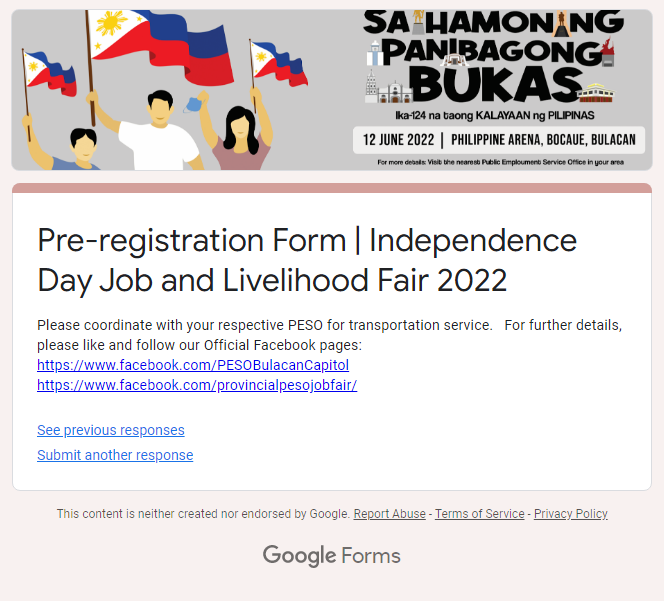 SA HAMON NG
PANIBAGONG
BUKAS
Ika-124 na taong KALAYAAN ng PILIPINAS
12 JUNE 2022 | PHILIPPINE ARENA, BOCAUE, BULACAN
For more details: Visit the nearest Public Employment Service Office in your area
Pre-registration Form | Independence
Day Job and Livelihood Fair 2022
Please coordinate with your respective PESO for transportation service. For further details,
please like and follow our Official Facebook pages:
https://www.facebook.com/PESOBulacanCapitol
https://www.facebook.com/provincialpesojobfair/
See previous responses
Submit another response
This content is neither created nor endorsed by Google. Report Abuse - Terms of Service - Privacy Policy
Google Forms